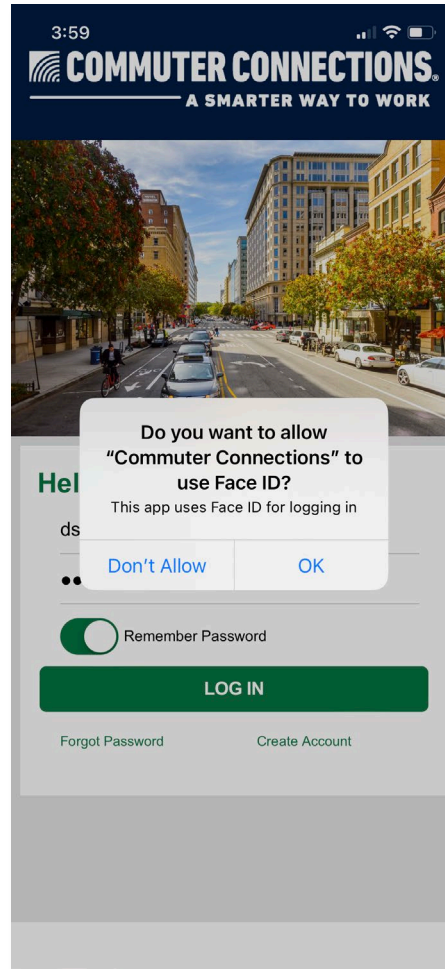 3:59
COMMUTER CONNECTIONS®
A SMARTER WAY TO WORK
Do you want to allow
“Commuter Connections” to
use Face ID?
This app uses Face ID for logging in
Hel
ds
Don’t Allow OK
Remember Password
LOG IN
Forgot Password Create Account